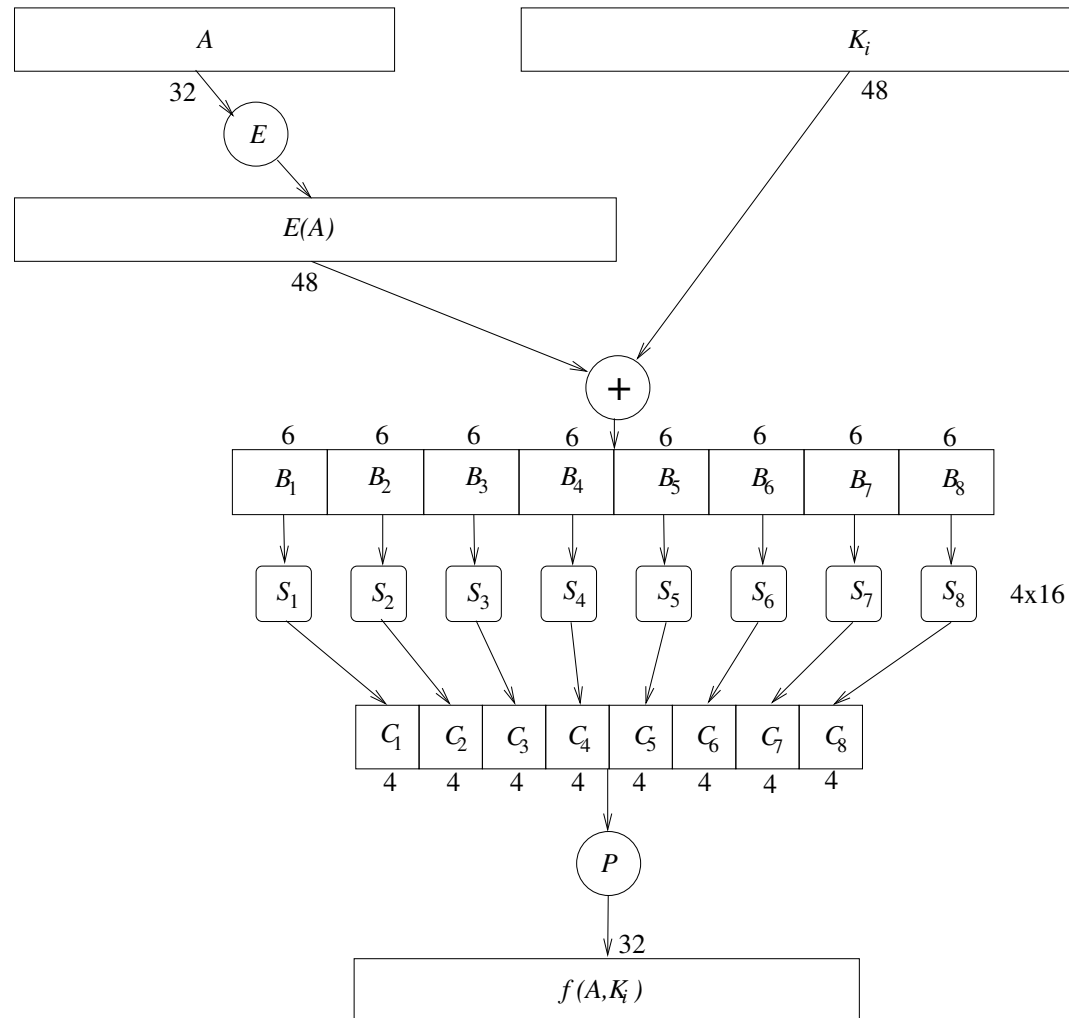 A K_i
32 48
E
E(A)
48
+
6 6 6 6 6 6 6 6
B_1 B_2 B_3 B_4 B_5 B_6 B_7 B_8
S_1 S_2 S_3 S_4 S_5 S_6 S_7 S_8 4x16
C_1 C_2 C_3 C_4 C_5 C_6 C_7 C_8
4 4 4 4 4 4 4 4
P
32
f(A,K_i)